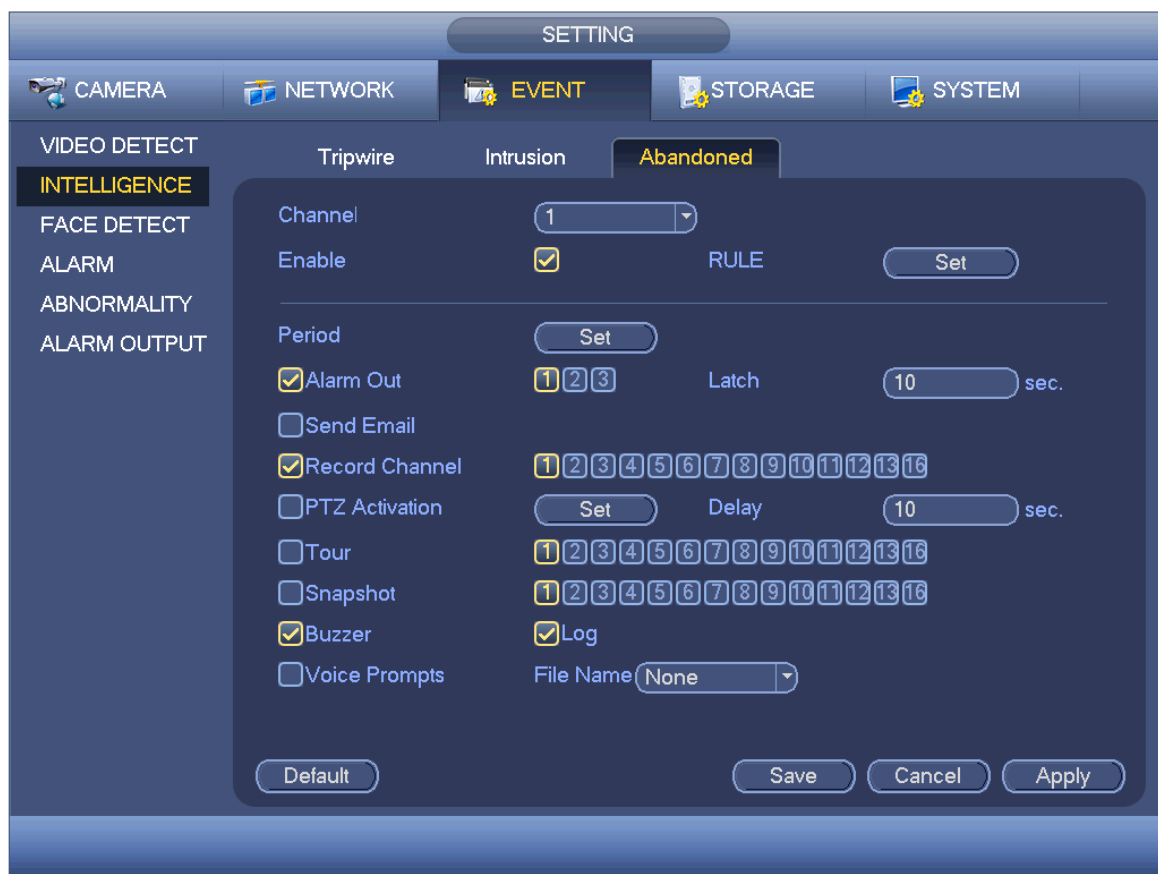 SETTING
CAMERA NETWORK EVENT STORAGE SYSTEM
VIDEO DETECT
INTELLIGENCE
FACE DETECT
ALARM
ABNORMALITY
ALARM OUTPUT
Tripwire Intrusion Abandoned
Channel 1
Enable RULE Set
Period Set
Alarm Out 1 2 3 Latch 10 sec.
Send Email
Record Channel 1 2 3 4 5 6 7 8 9 10 11 12 13 16
PTZ Activation Set Delay 10 sec.
Tour 1 2 3 4 5 6 7 8 9 10 11 12 13 16
Snapshot 1 2 3 4 5 6 7 8 9 10 11 12 13 16
Buzzer Log
Voice Prompts File Name None
Default Save Cancel Apply